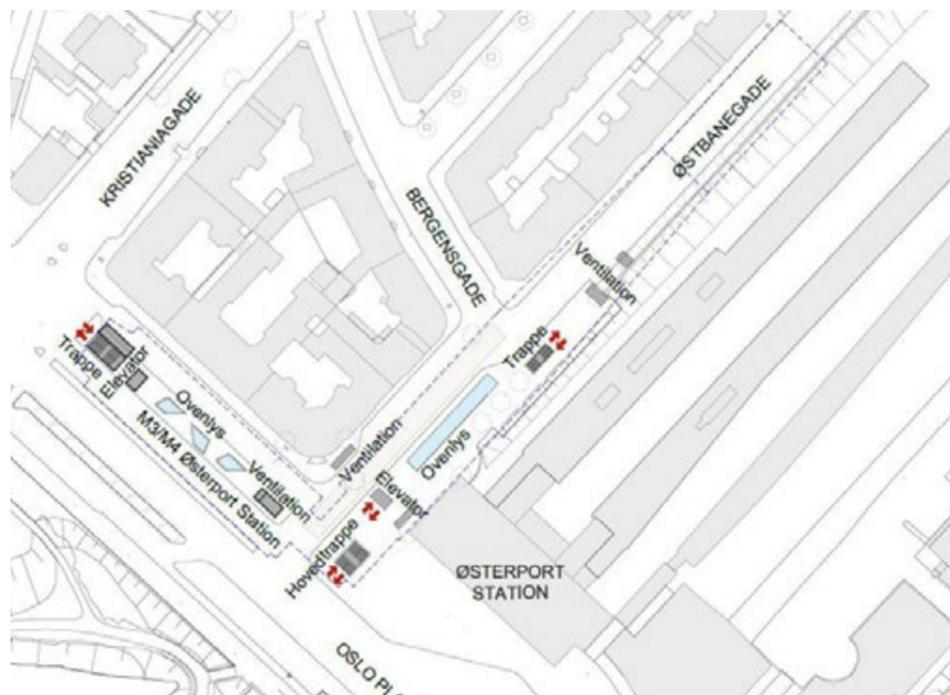 KRISTIANIAGADE
ØSTBANEGADE
BERGENSGADE
Ventilation
Trappe
Trappe
Elevator
Ovenlys
M3/M4 Østerport Station
Ventilation
Ventilation
Ovenlys
Elevator
Hovedtrappe
ØSTERPORT
STATION
OSLO